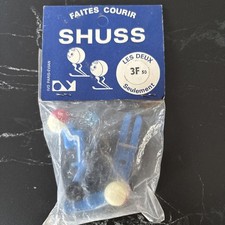 FAITES COURIR
SHUSS
LES DEUX
3F 50
Seulement